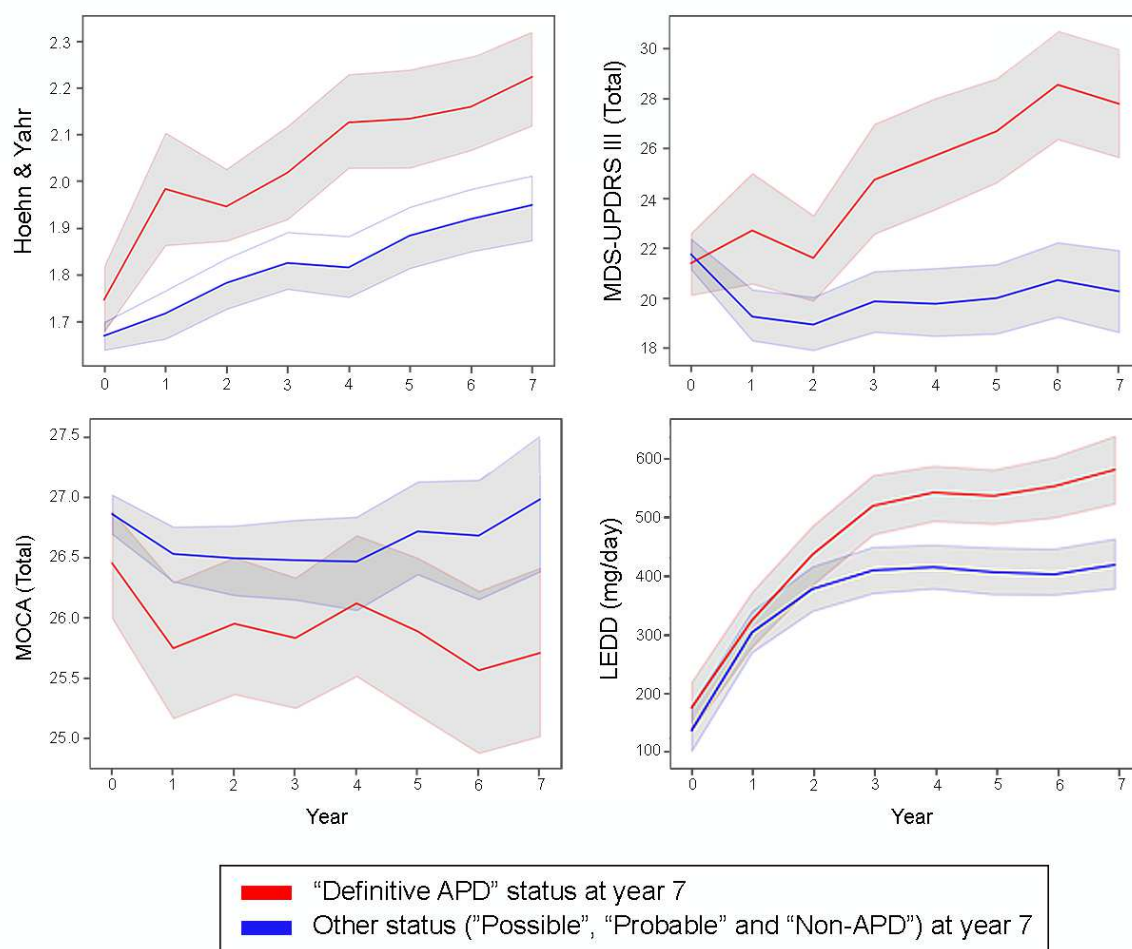 Hoehn & Yahr
2.3
2.2
2.1
2.0
1.9
1.8
1.7
0 1 2 3 4 5 6 7
MDS-UPDRS III (Total)
30
28
26
24
22
20
18
0 1 2 3 4 5 6 7
MOCA (Total)
27.5
27.0
26.5
26.0
25.5
25.0
0 1 2 3 4 5 6 7
Year
LEDD (mg/day)
600
500
400
300
200
100
0 1 2 3 4 5 6 7
Year
“Definitive APD” status at year 7
Other status (”Possible”, “Probable” and “Non-APD”) at year 7